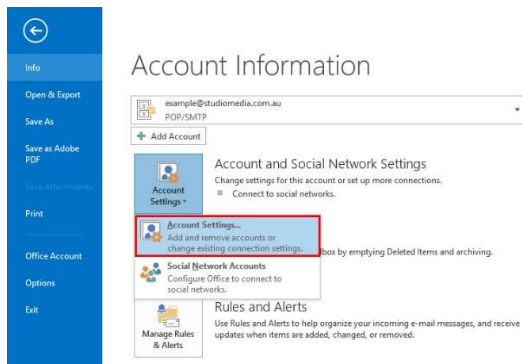 Info
Open & Export
Save As
Save as Adobe
PDF
Save Attachments
Print
Office Account
Options
Exit
Account Information
example@studiomedia.com.au
POP/SMTP
Add Account
Account
Settings
Account and Social Network Settings
Change settings for this account or set up more connections.
Connect to social networks.
Account Settings...
Add and remove accounts or
change existing connection settings.
box by emptying Deleted Items and archiving.
Social Network Accounts
Configure Office to connect to
social networks.
Manage Rules
& Alerts
Rules and Alerts
Use Rules and Alerts to help organize your incoming e-mail messages, and receive
updates when items are added, changed, or removed.